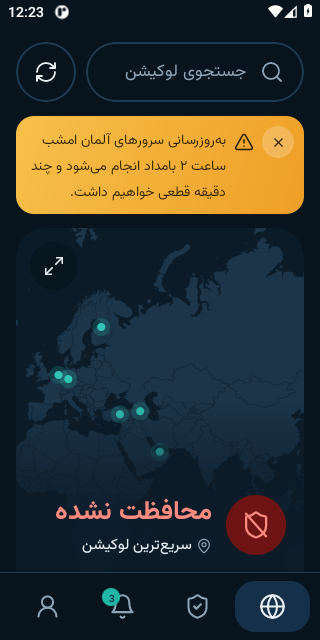 12:23
جستجوی لوکیشن
به‌روزرسانی سرورهای آلمان امشب
ساعت ۲ بامداد انجام می‌شود و چند
دقیقه قطعی خواهیم داشت.
محافظت نشده
سریع‌ترین لوکیشن
3